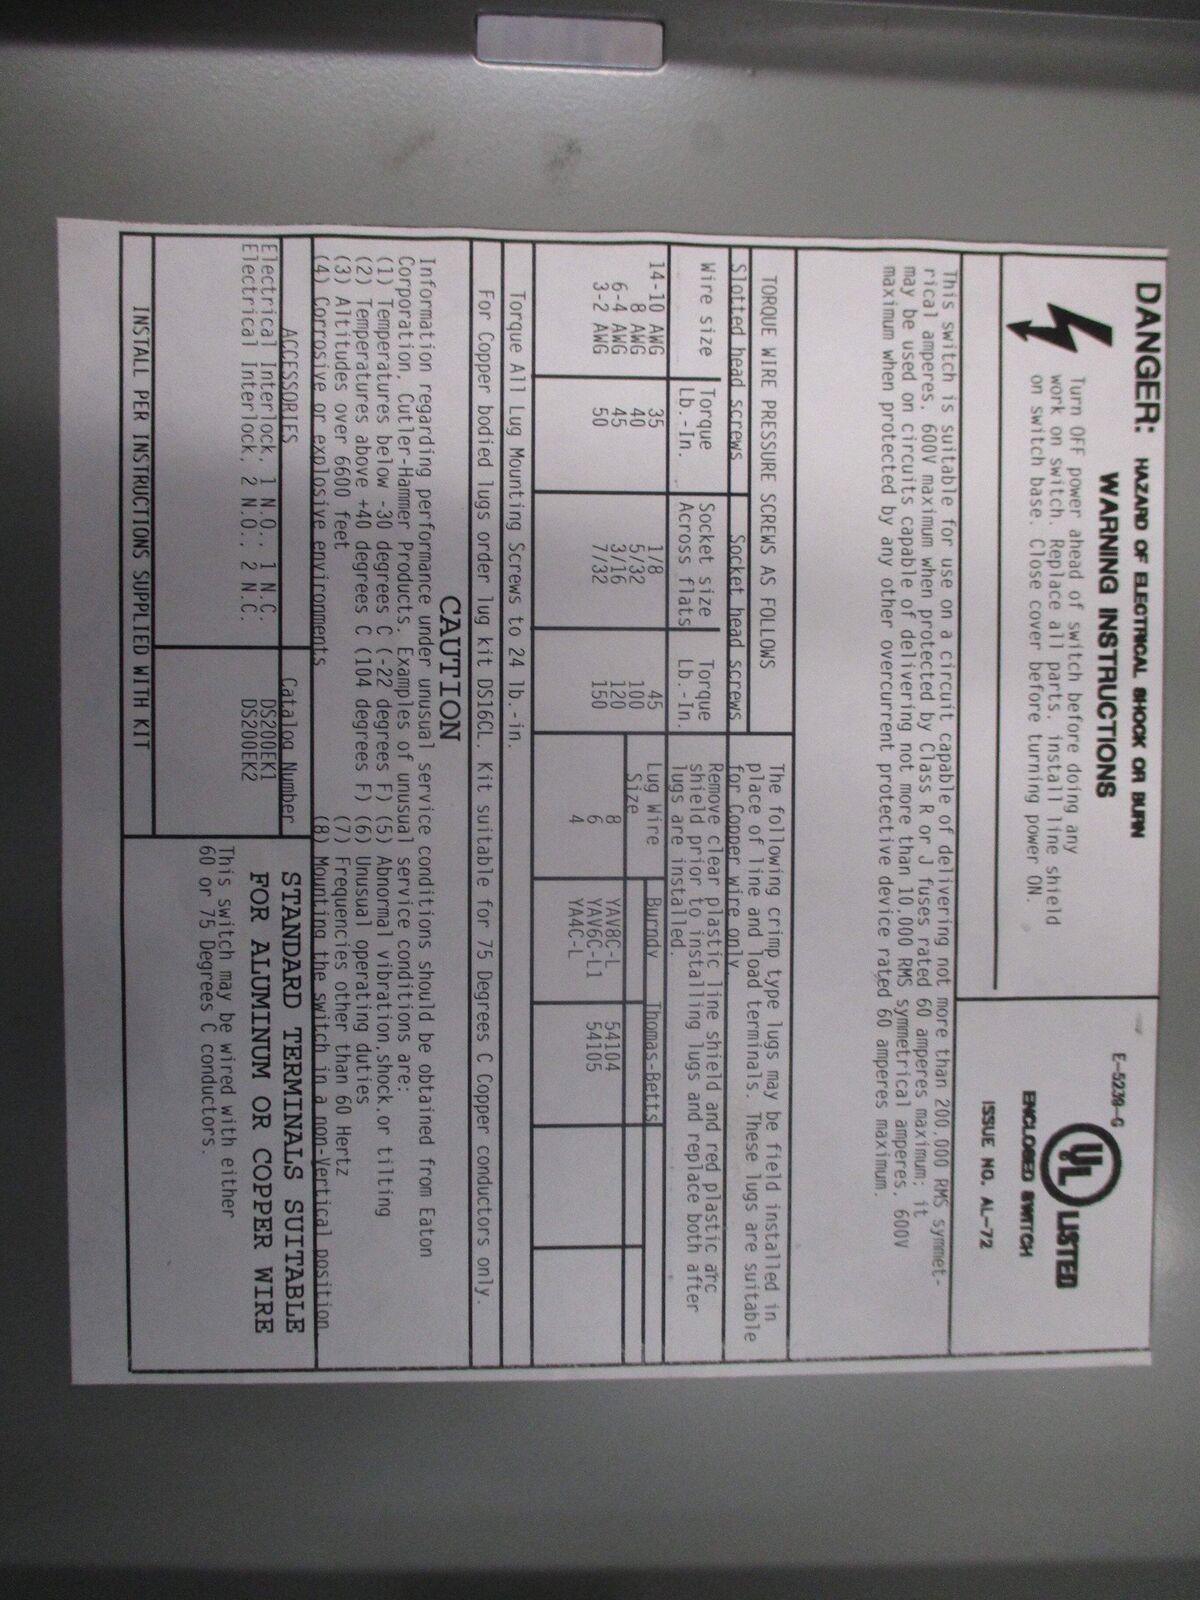 DANGER: HAZARD OF ELECTRICAL SHOCK OR BURN
WARNING INSTRUCTIONS
Turn OFF power ahead of switch before doing any
work on switch. Replace all parts, install line shield
on switch base. Close cover before turning power ON.
E-5239-G
UL LISTED
ENCLOSED SWITCH
ISSUE NO. AL-72
This switch is suitable for use on a circuit capable of delivering not more than 200,000 RMS symmet-
rical amperes, 600V maximum when protected by Class R or J fuses rated 60 amperes maximum; it
may be used on circuits capable of delivering not more than 10,000 RMS symmetrical amperes, 600V
maximum when protected by any other overcurrent protective device rated 60 amperes maximum.
TORQUE WIRE PRESSURE SCREWS AS FOLLOWS
Slotted head screws Socket head screws
Wire size Torque Lb.-In. Socket size Across flats Torque Lb.-In.
14-10 AWG 35 1/8 45
8 AWG 40 5/32 100
6-4 AWG 45 3/16 120
3-2 AWG 50 7/32 150
The following crimp type lugs may be field installed in
place of line and load terminals. These lugs are suitable
for Copper wire only
Remove clear plastic line shield and red plastic arc
shield prior to installing lugs and replace both after
lugs are installed.
Lug Wire Size Burndy Thomas-Betts
8 YAV8C-L 54104
6 YAV6C-L1 54105
4 YA4C-L
Torque All Lug Mounting Screws to 24 lb.-in.
For Copper bodied lugs order lug kit DS16CL. Kit suitable for 75 Degrees C Copper conductors only.
CAUTION
Information regarding performance under unusual service conditions should be obtained from Eaton
Corporation, Cutler-Hammer Products. Examples of unusual service conditions are:
(1) Temperatures below -30 degrees C (-22 degrees F) (5) Abnormal vibration,shock,or tilting
(2) Temperatures above +40 degrees C (104 degrees F) (6) Unusual operating duties
(3) Altitudes over 6600 feet (7) Frequencies other than 60 Hertz
(4) Corrosive or explosive environments (8) Mounting the switch in a non-Vertical position.
ACCESSORIES Catalog Number
Electrical Interlock, 1 N.O., 1 N.C. DS200EK1
Electrical Interlock, 2 N.O., 2 N.C. DS200EK2
INSTALL PER INSTRUCTIONS SUPPLIED WITH KIT
STANDARD TERMINALS SUITABLE
FOR ALUMINUM OR COPPER WIRE
This switch may be wired with either
60 or 75 Degrees C conductors.